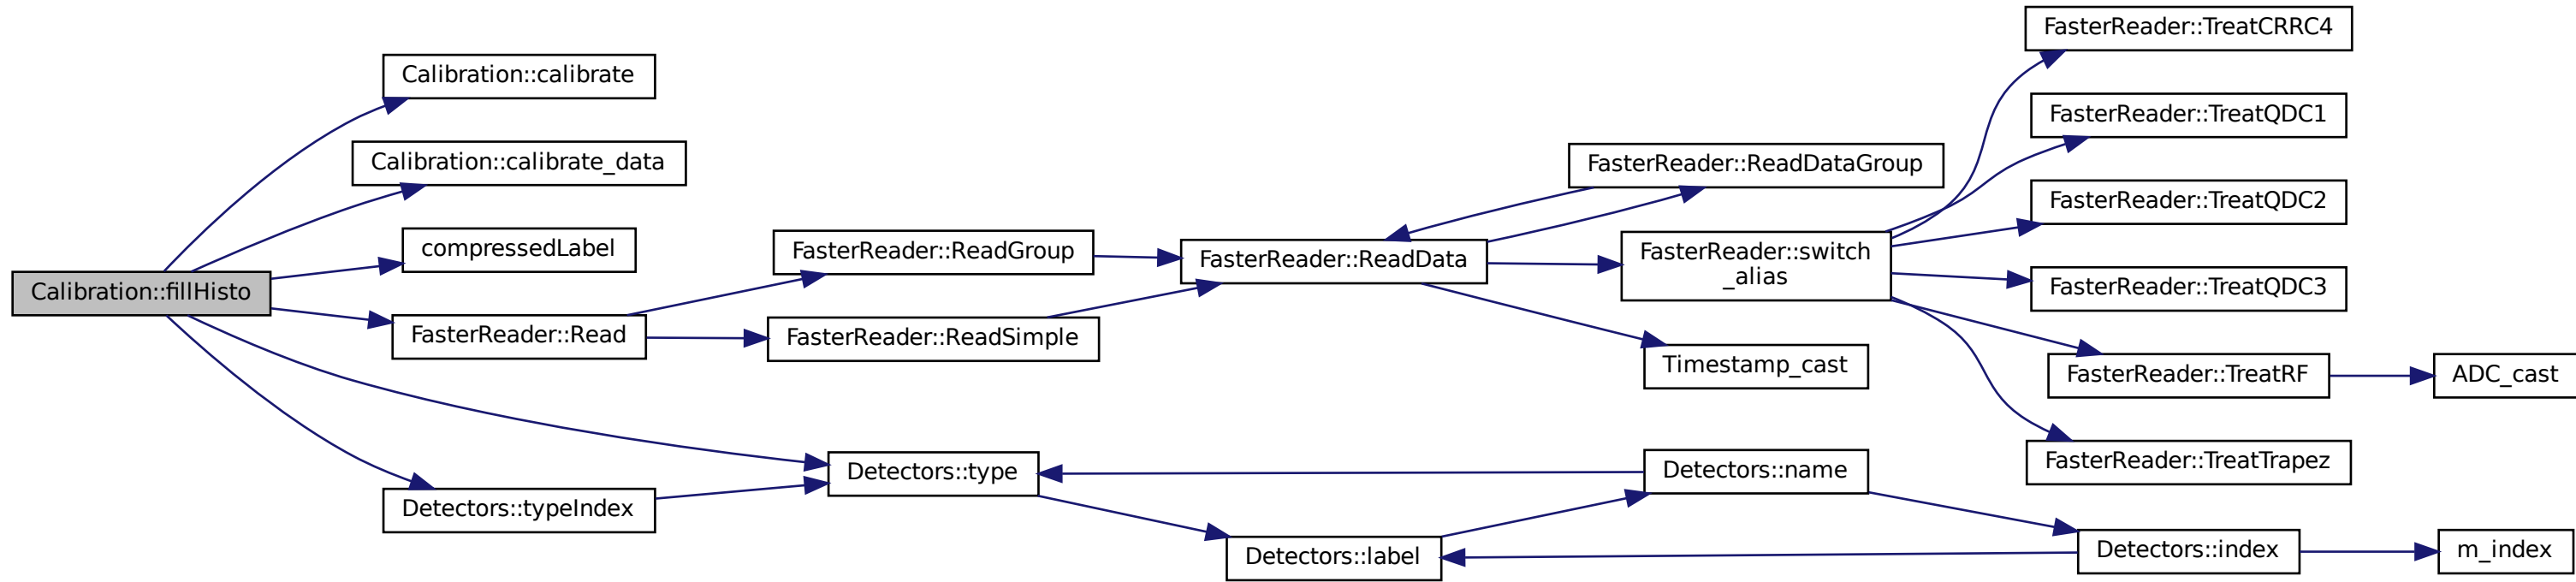 Calibration::fillHisto
Calibration::calibrate
Calibration::calibrate_data
compressedLabel
FasterReader::Read
FasterReader::ReadGroup
FasterReader::ReadSimple
FasterReader::ReadData
FasterReader::ReadDataGroup
FasterReader::switch
_alias
Timestamp_cast
FasterReader::TreatCRRC4
FasterReader::TreatQDC1
FasterReader::TreatQDC2
FasterReader::TreatQDC3
FasterReader::TreatRF
ADC_cast
FasterReader::TreatTrapez
Detectors::type
Detectors::typeIndex
Detectors::label
Detectors::name
Detectors::index
m_index